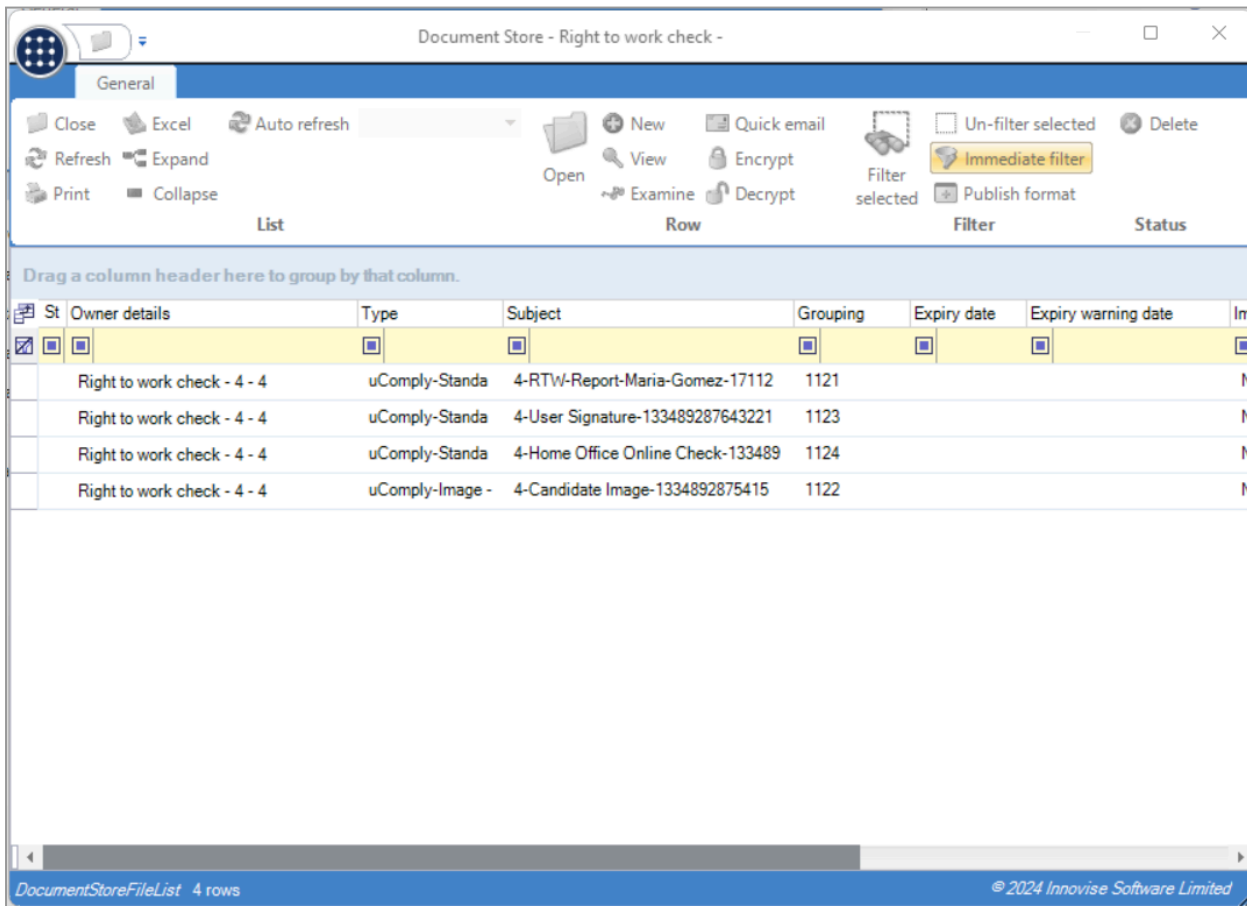 Document Store - Right to work check -
General
Close Excel Auto refresh Open New Quick email Filter selected Un-filter selected Delete
Refresh Expand View Encrypt Immediate filter
Print Collapse Examine Decrypt Publish format
List Row Filter Status
Drag a column header here to group by that column.
St Owner details Type Subject Grouping Expiry date Expiry warning date
Right to work check - 4 - 4 uComply-Standa 4-RTW-Report-Maria-Gomez-17112 1121
Right to work check - 4 - 4 uComply-Standa 4-User Signature-133489287643221 1123
Right to work check - 4 - 4 uComply-Standa 4-Home Office Online Check-133489 1124
Right to work check - 4 - 4 uComply-Image - 4-Candidate Image-1334892875415 1122
DocumentStoreFileList 4 rows © 2024 Innovise Software Limited